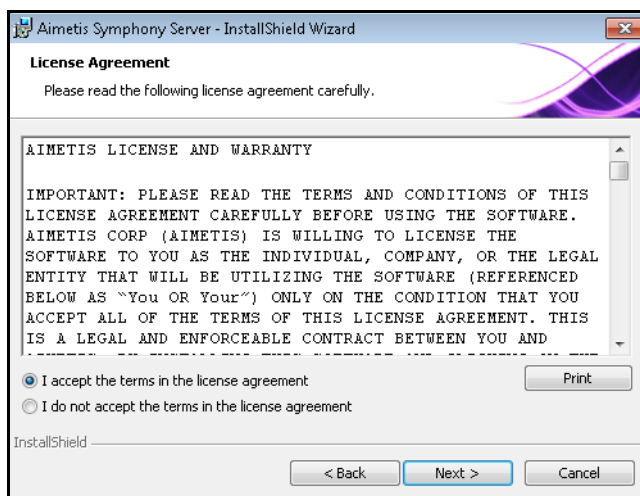 Aimetis Symphony Server - InstallShield Wizard
License Agreement
Please read the following license agreement carefully.
AIMETIS LICENSE AND WARRANTY
IMPORTANT: PLEASE READ THE TERMS AND CONDITIONS OF THIS
LICENSE AGREEMENT CAREFULLY BEFORE USING THE SOFTWARE.
AIMETIS CORP (AIMETIS) IS WILLING TO LICENSE THE
SOFTWARE TO YOU AS THE INDIVIDUAL, COMPANY, OR THE LEGAL
ENTITY THAT WILL BE UTILIZING THE SOFTWARE (REFERENCED
BELOW AS “You OR Your”) ONLY ON THE CONDITION THAT YOU
ACCEPT ALL OF THE TERMS OF THIS LICENSE AGREEMENT. THIS
IS A LEGAL AND ENFORCEABLE CONTRACT BETWEEN YOU AND
I accept the terms in the license agreement
Print
I do not accept the terms in the license agreement
InstallShield
< Back
Next >
Cancel